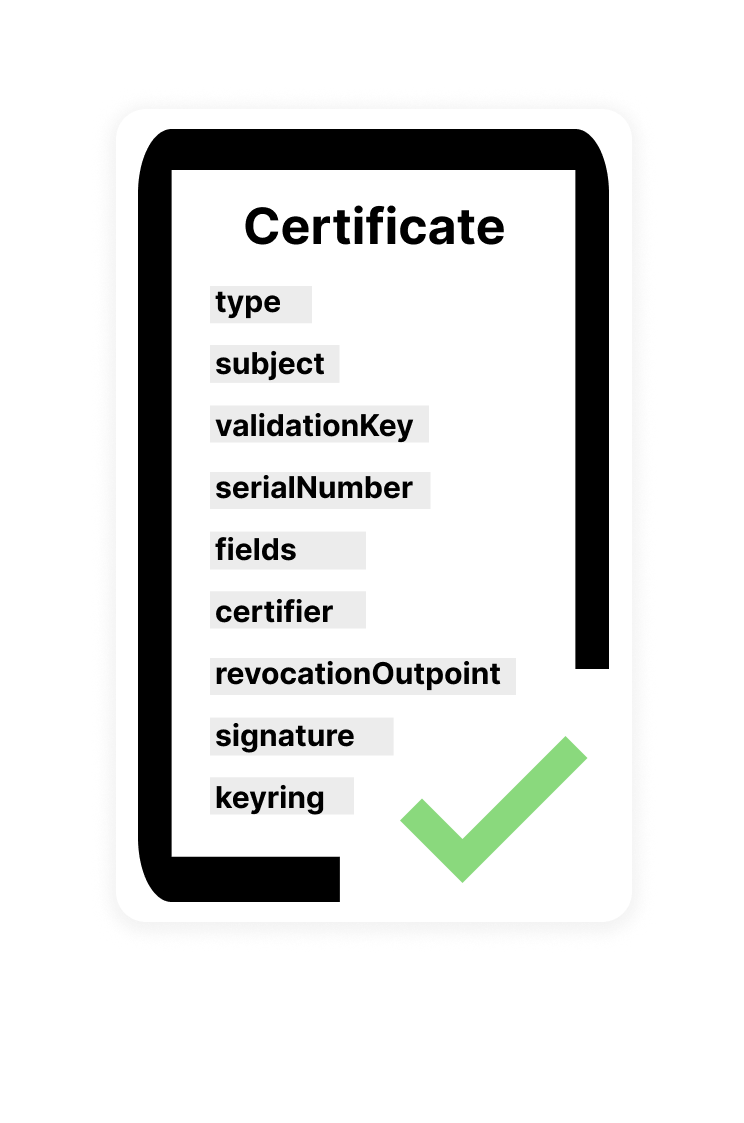 Certificate
type
subject
validationKey
serialNumber
fields
certifier
revocationOutpoint
signature
keyring